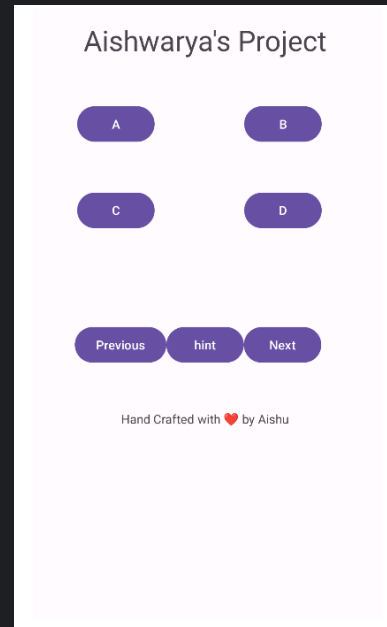 Aishwarya's Project
A B
C D
Previous hint Next
Hand Crafted with ❤️ by Aishu